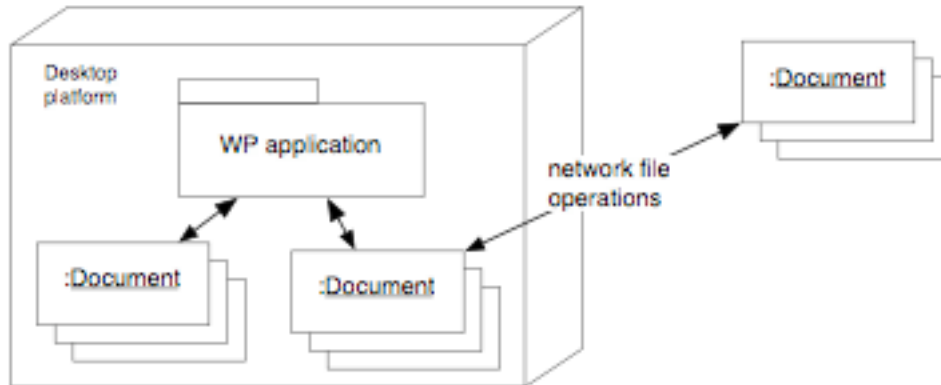 Desktop
platform
WP application
:Document
:Document
network file
operations
:Document